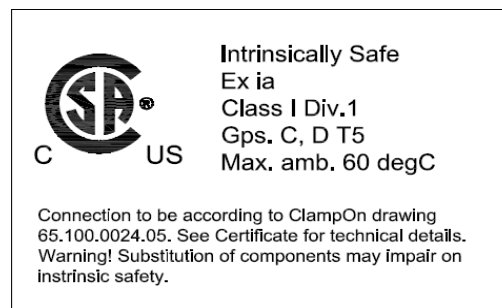 Intrinsically Safe
Ex ia
Class I Div.1
Gps. C, D T5
Max. amb. 60 degC
SA ®
C US
Connection to be according to ClampOn drawing
65.100.0024.05. See Certificate for technical details.
Warning! Substitution of components may impair on
instrinsic safety.